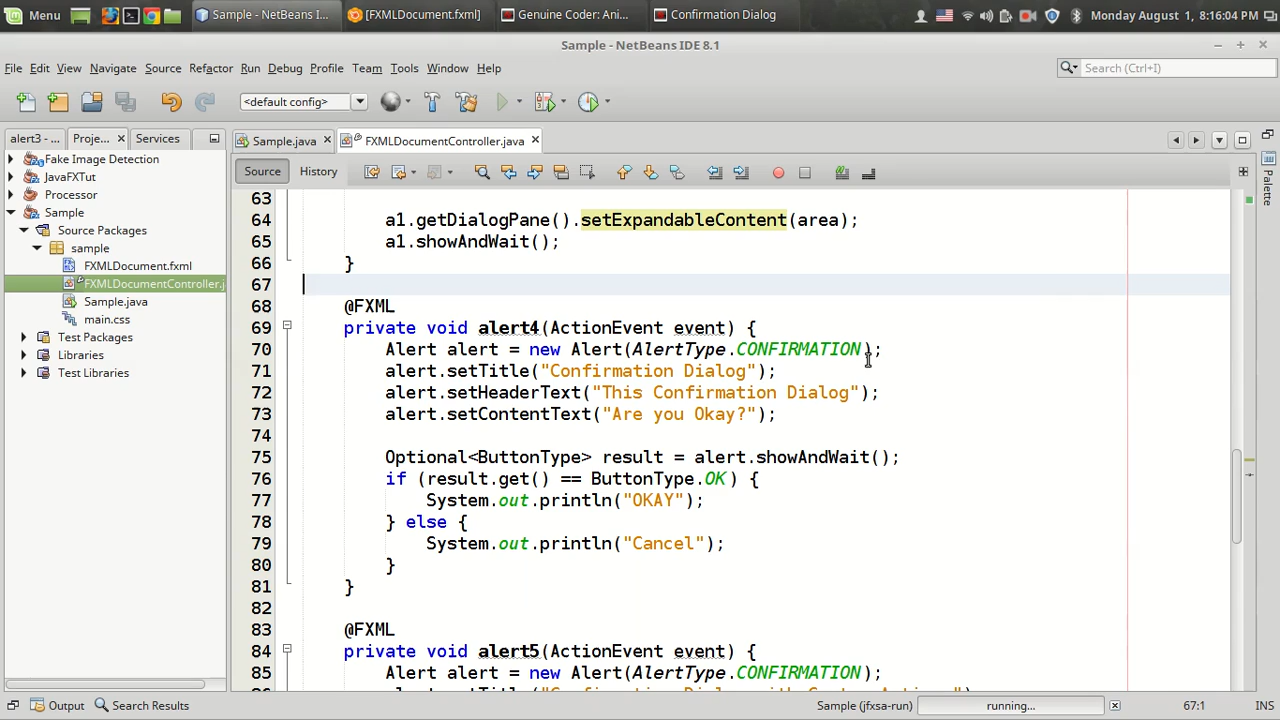 Menu Sample - NetBeans I... [FXMLDocument.fxml] Genuine Coder: Ani... Confirmation Dialog Monday August 1, 8:16:04 PM
Sample - NetBeans IDE 8.1
File Edit View Navigate Source Refactor Run Debug Profile Team Tools Window Help Search (Ctrl+I)
<default config>
alert3 - ... Proje... Services Sample.java FXMLDocumentController.java
Source History
Fake Image Detection
JavaFXTut
Processor
Sample
Source Packages
sample
FXMLDocument.fxml
FXMLDocumentController.j
Sample.java
main.css
Test Packages
Libraries
Test Libraries
63
64 a1.getDialogPane().setExpandableContent(area);
65 a1.showAndWait();
66 }
67
68 @FXML
69 private void alert4(ActionEvent event) {
70 Alert alert = new Alert(AlertType.CONFIRMATION);
71 alert.setTitle("Confirmation Dialog");
72 alert.setHeaderText("This Confirmation Dialog");
73 alert.setContentText("Are you Okay?");
74
75 Optional<ButtonType> result = alert.showAndWait();
76 if (result.get() == ButtonType.OK) {
77 System.out.println("OKAY");
78 } else {
79 System.out.println("Cancel");
80 }
81 }
82
83 @FXML
84 private void alert5(ActionEvent event) {
85 Alert alert = new Alert(AlertType.CONFIRMATION);
Palette
Output Search Results Sample (jfxsa-run) running... 67:1 INS